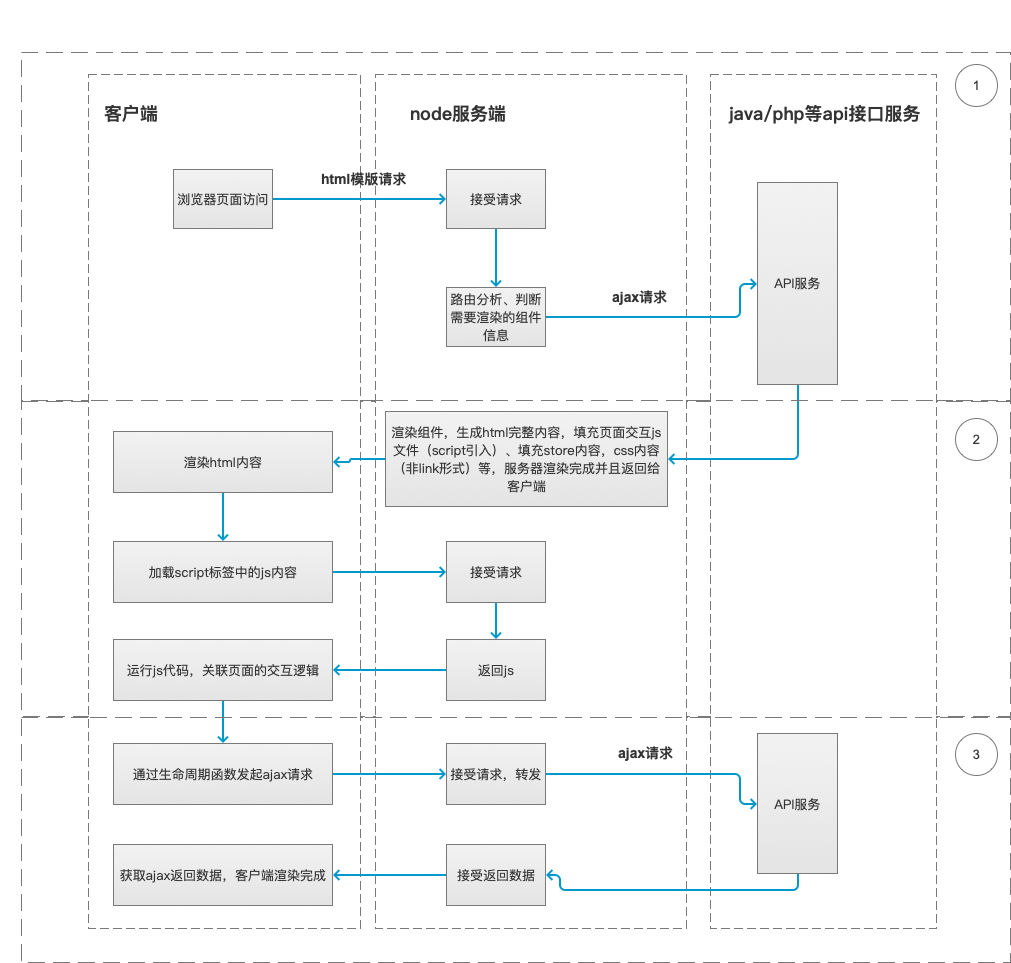 1
客户端
node服务端
java/php等api接口服务
浏览器页面访问
html模版请求
接受请求
路由分析、判断
需要渲染的组件
信息
ajax请求
API服务
2
渲染组件，生成html完整内容，填充页面交互js
文件（script引入）、填充store内容，css内容
（非link形式）等，服务器渲染完成并且返回给
客户端
渲染html内容
加载script标签中的js内容
接受请求
运行js代码，关联页面的交互逻辑
返回js
3
通过生命周期函数发起ajax请求
接受请求，转发
ajax请求
API服务
获取ajax返回数据，客户端渲染完成
接受返回数据